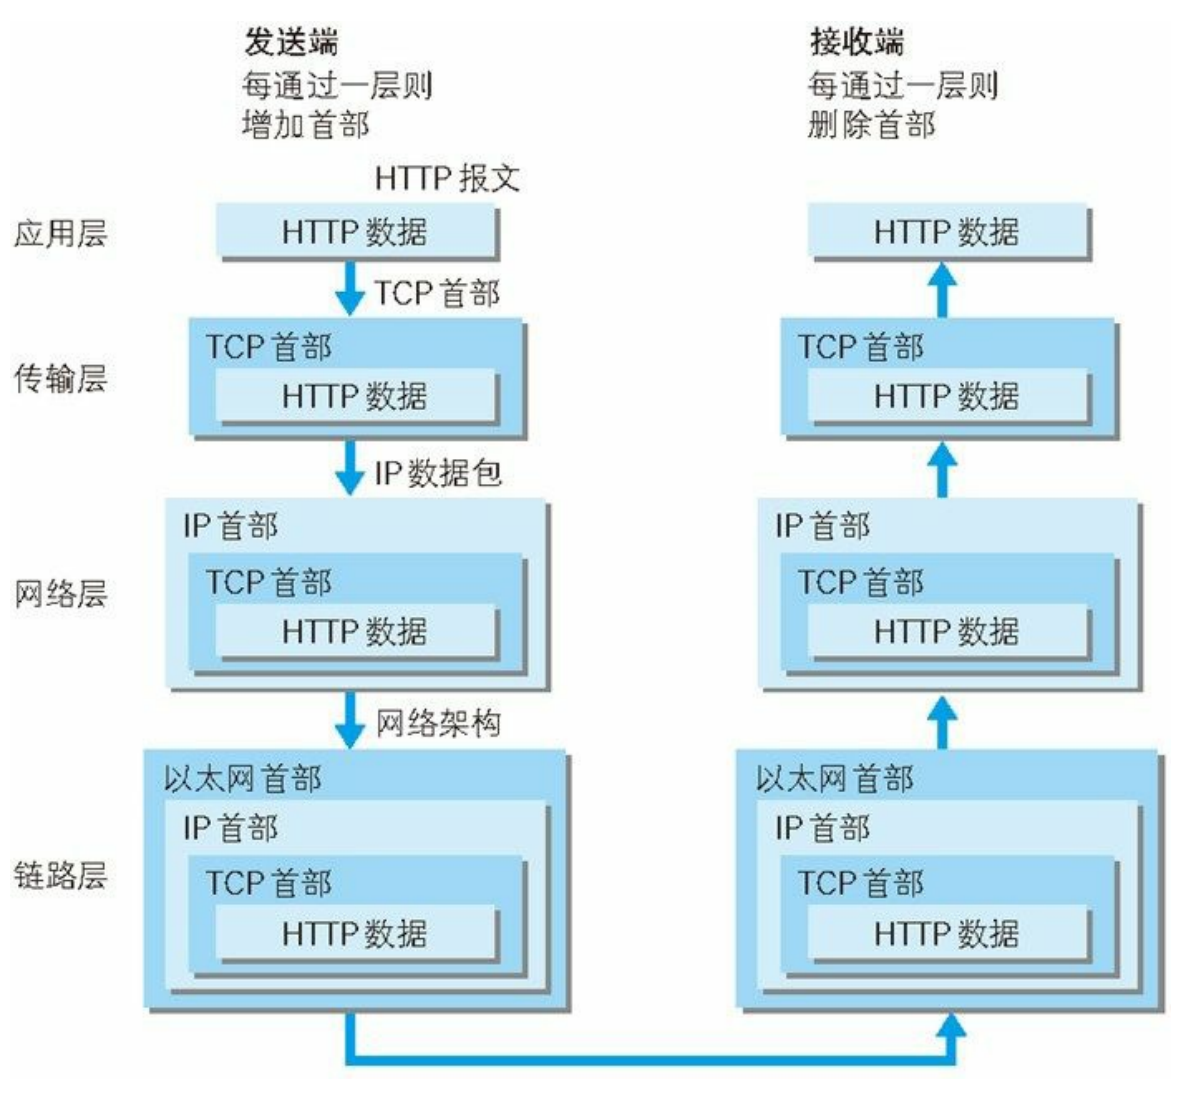 发送端
每通过一层则
增加首部
接收端
每通过一层则
删除首部
HTTP 报文
应用层
HTTP 数据
HTTP 数据
TCP 首部
传输层
TCP 首部
HTTP 数据
TCP 首部
HTTP 数据
IP 数据包
网络层
IP 首部
TCP 首部
HTTP 数据
IP 首部
TCP 首部
HTTP 数据
网络架构
链路层
以太网首部
IP 首部
TCP 首部
HTTP 数据
以太网首部
IP 首部
TCP 首部
HTTP 数据